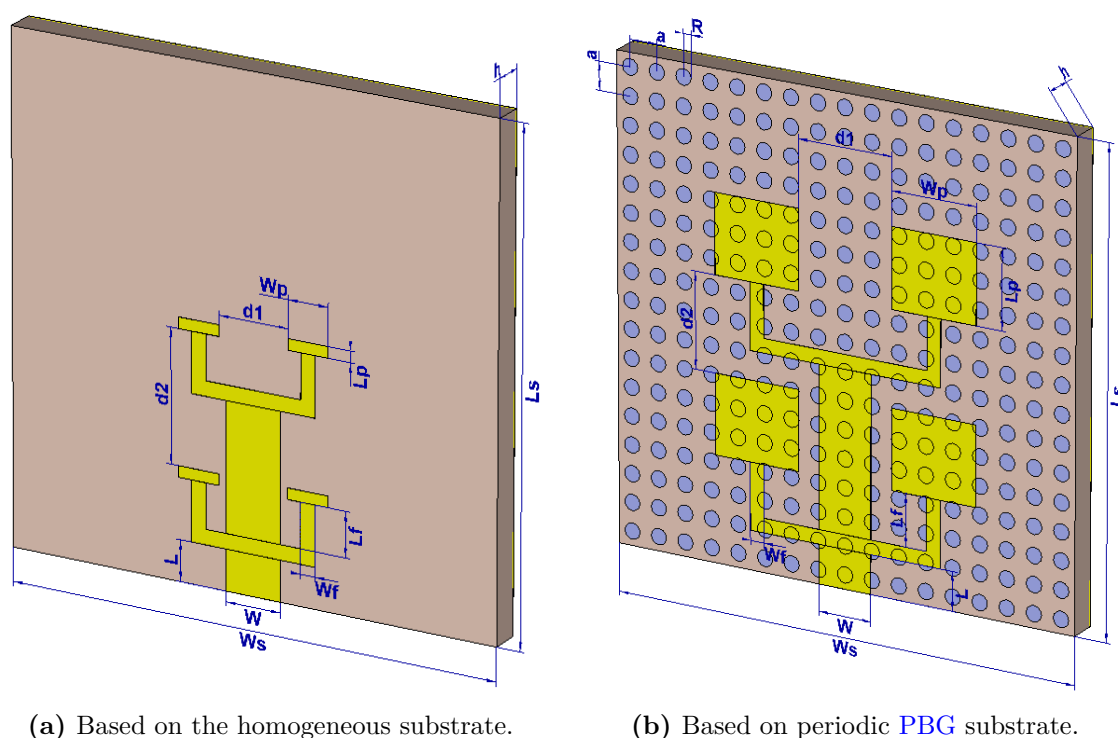 h
Wp
d1
Lp
d2
Ls
Lf
L
Wf
W
Ws
R
a
a
h
d1
Wp
Lp
d2
Lf
Wf
L
W
Ws
Ls
(a) Based on the homogeneous substrate.
(b) Based on periodic PBG substrate.